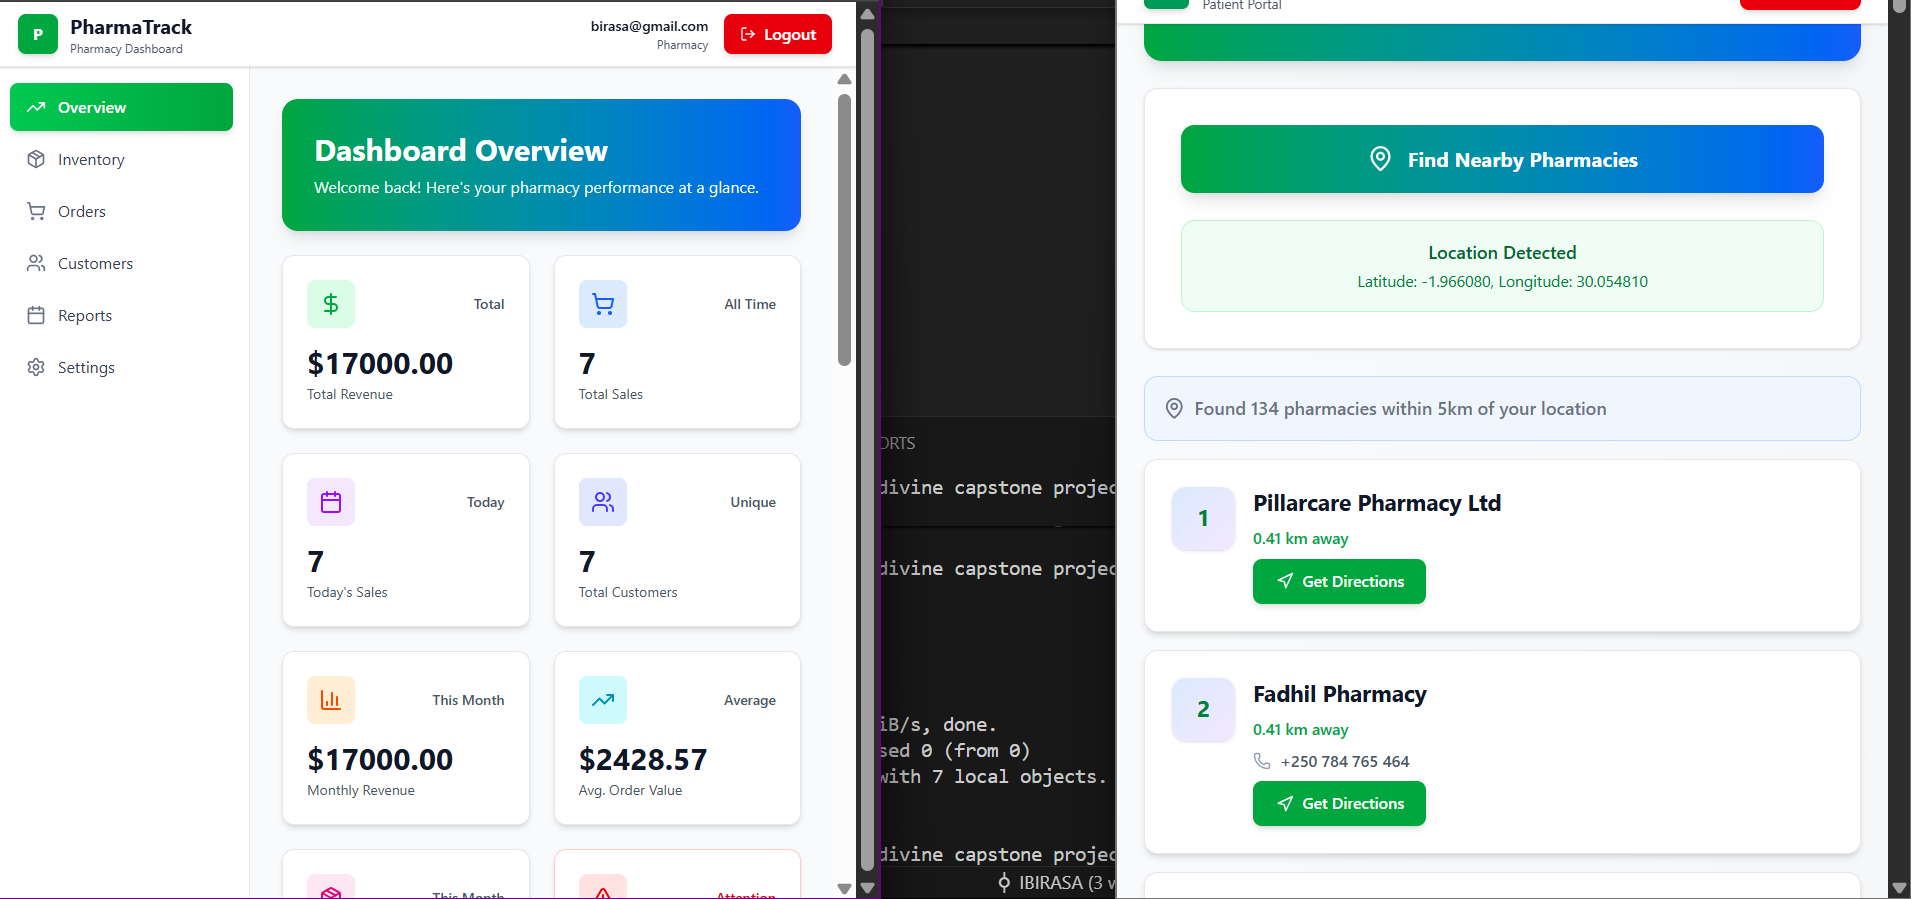 P
PharmaTrack
Pharmacy Dashboard
birasa@gmail.com
Pharmacy
Logout
Overview
Inventory
Orders
Customers
Reports
Settings
Dashboard Overview
Welcome back! Here's your pharmacy performance at a glance.
Total
$17000.00
Total Revenue
All Time
7
Total Sales
Today
7
Today's Sales
Unique
7
Total Customers
This Month
$17000.00
Monthly Revenue
Average
$2428.57
Avg. Order Value
This Month
Attention
ORTS
divine capstone projec
divine capstone projec
iB/s, done.
sed 0 (from 0)
with 7 local objects.
divine capstone projec
IBIRASA (3 w
Patient Portal
Find Nearby Pharmacies
Location Detected
Latitude: -1.966080, Longitude: 30.054810
Found 134 pharmacies within 5km of your location
1
Pillarcare Pharmacy Ltd
0.41 km away
Get Directions
2
Fadhil Pharmacy
0.41 km away
+250 784 765 464
Get Directions